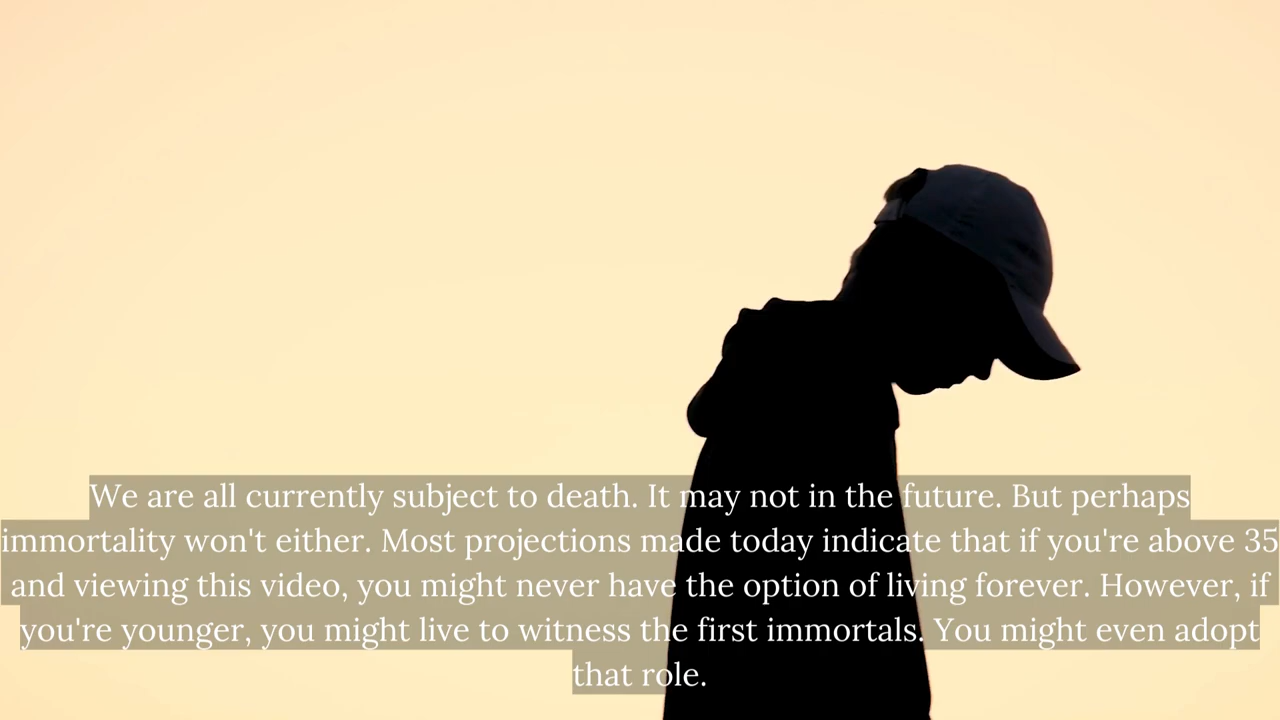 We are all currently subject to death. It may not in the future. But perhaps
immortality won't either. Most projections made today indicate that if you're above 35
and viewing this video, you might never have the option of living forever. However, if
you're younger, you might live to witness the first immortals. You might even adopt
that role.